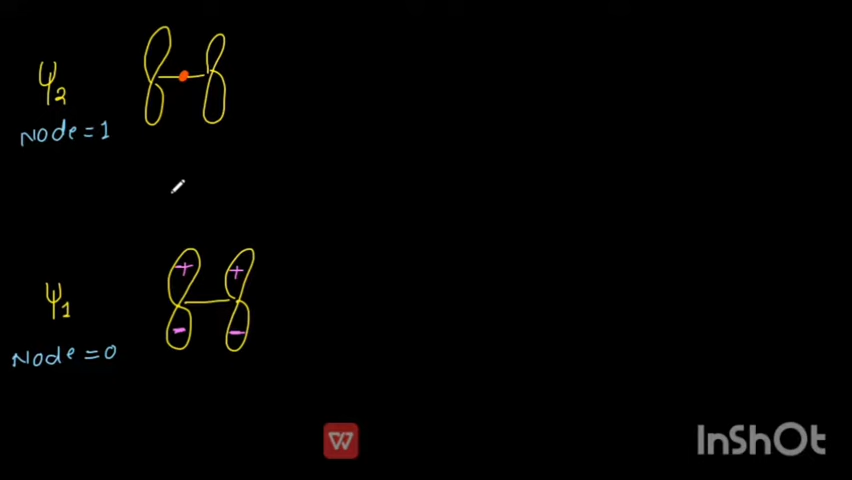 ψ2
Node=1
+ +
ψ1
- -
Node=0
W
InShOt